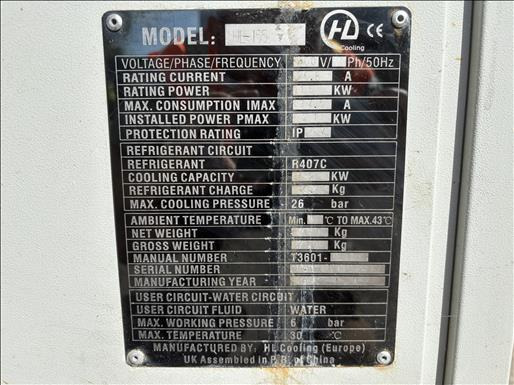 MODEL:
HL CE
Cooling
VOLTAGE/PHASE/FREQUENCY V/ Ph/50Hz
RATING CURRENT A
RATING POWER KW
MAX. CONSUMPTION IMAX A
INSTALLED POWER PMAX KW
PROTECTION RATING IP
REFRIGERANT CIRCUIT
REFRIGERANT R407C
COOLING CAPACITY KW
REFRIGERANT CHARGE Kg
MAX. COOLING PRESSURE 26 bar
AMBIENT TEMPERATURE Min. ℃ TO MAX.43℃
NET WEIGHT Kg
GROSS WEIGHT Kg
MANUAL NUMBER T3601-
SERIAL NUMBER
MANUFACTURING YEAR
USER CIRCUIT-WATER CIRCUIT
USER CIRCUIT FLUID WATER
MAX. WORKING PRESSURE 6 bar
MAX. TEMPERATURE 30 ℃
MANUFACTURED BY: HL Cooling (Europe)
UK Assembled in P. R. of China